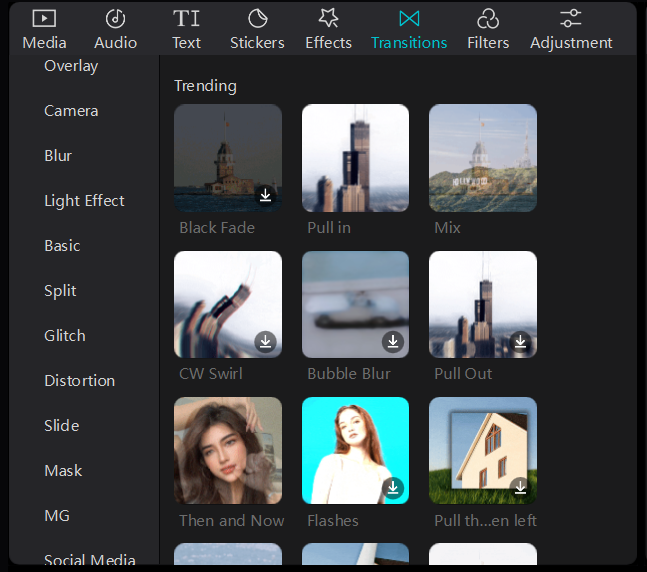 Media Audio Text Stickers Effects Transitions Filters Adjustment
Overlay
Camera
Blur
Light Effect
Basic
Split
Glitch
Distortion
Slide
Mask
MG
Social Media
Trending
Black Fade Pull in Mix
HOLLYWOOD
CW Swirl Bubble Blur Pull Out
Then and Now Flashes Pull th...en left